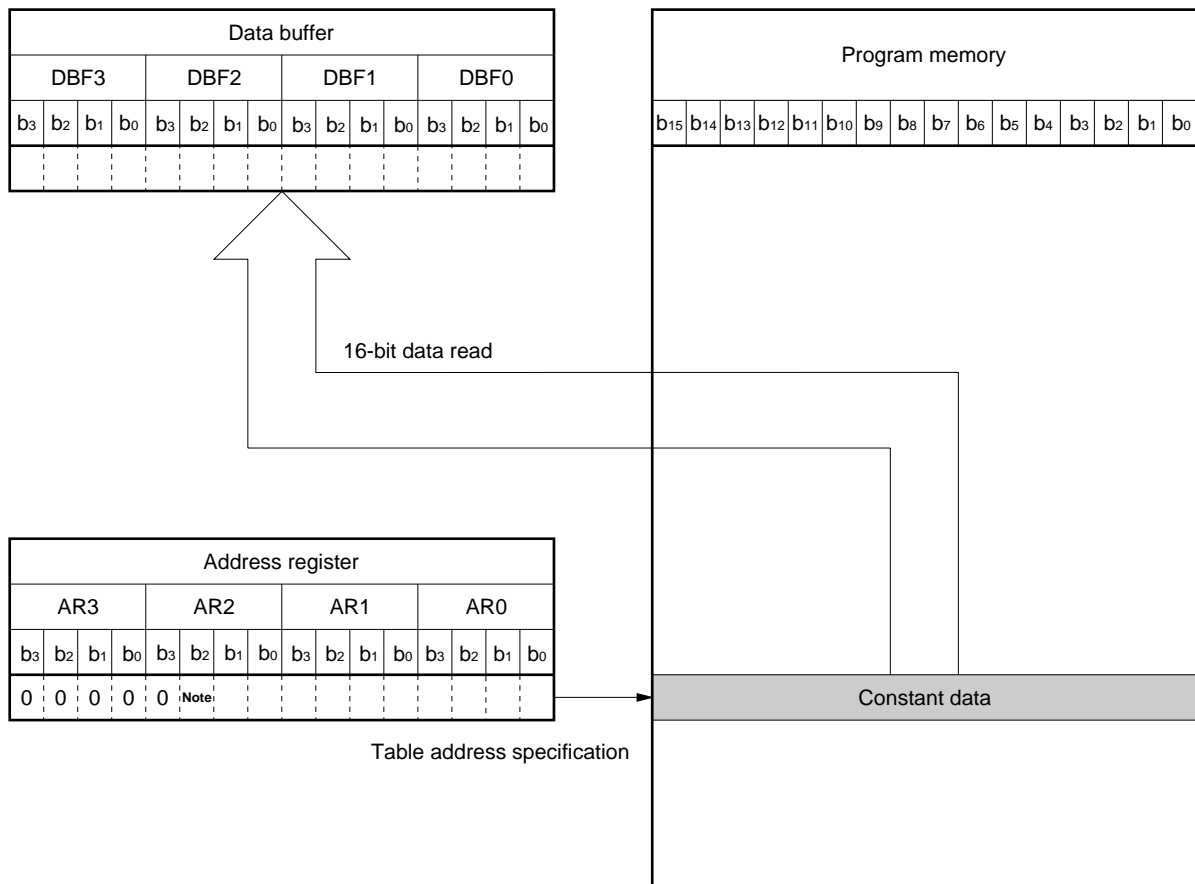 Data buffer
DBF3 DBF2 DBF1 DBF0
b3 b2 b1 b0 b3 b2 b1 b0 b3 b2 b1 b0 b3 b2 b1 b0
Program memory
b15 b14 b13 b12 b11 b10 b9 b8 b7 b6 b5 b4 b3 b2 b1 b0
16-bit data read
Address register
AR3 AR2 AR1 AR0
b3 b2 b1 b0 b3 b2 b1 b0 b3 b2 b1 b0 b3 b2 b1 b0
0 0 0 0 0 Note
Constant data
Table address specification